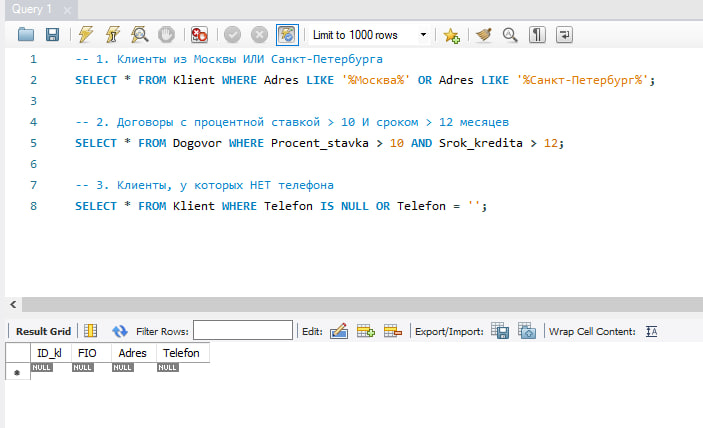 Query 1
Limit to 1000 rows
1 -- 1. Клиенты из Москвы ИЛИ Санкт-Петербурга
2 SELECT * FROM Klient WHERE Adres LIKE '%Москва%' OR Adres LIKE '%Санкт-Петербург%';
3
4 -- 2. Договоры с процентной ставкой > 10 И сроком > 12 месяцев
5 SELECT * FROM Dogovor WHERE Procent_stavka > 10 AND Srok_kredita > 12;
6
7 -- 3. Клиенты, у которых НЕТ телефона
8 SELECT * FROM Klient WHERE Telefon IS NULL OR Telefon = '';
Result Grid Filter Rows: Edit: Export/Import: Wrap Cell Content:
ID_kl FIO Adres Telefon
NULL NULL NULL NULL